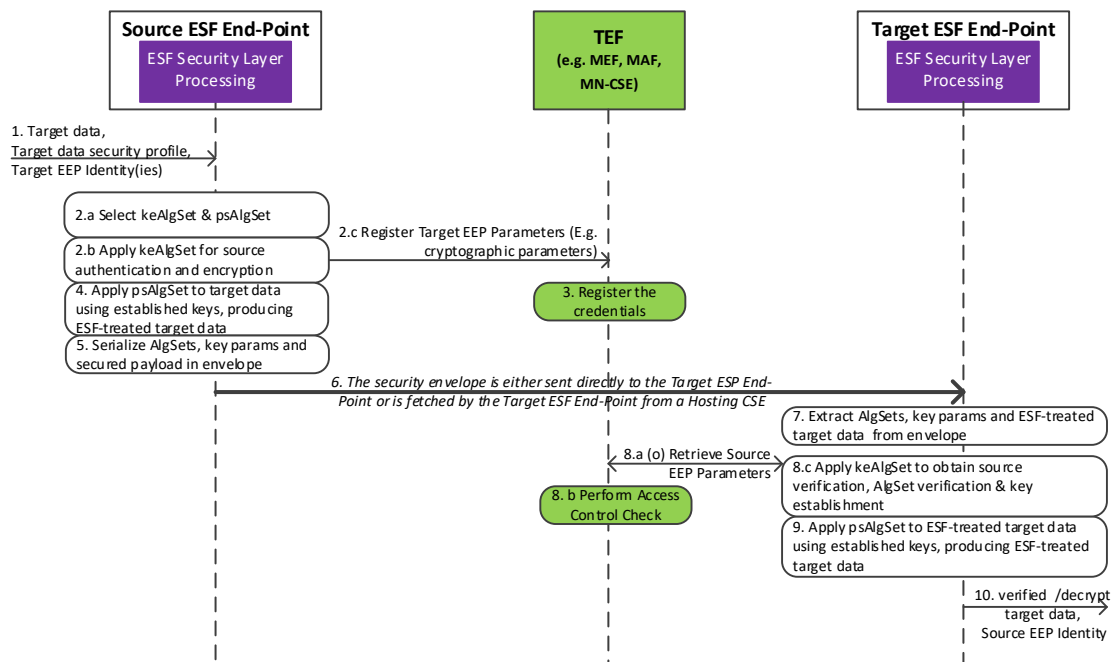 Source ESF End-Point
ESF Security Layer
Processing
TEF
(e.g. MEF, MAF,
MN-CSE)
Target ESF End-Point
ESF Security Layer
Processing
1. Target data,
Target data security profile,
Target EEP Identity(ies)
2.a Select keAlgSet & psAlgSet
2.b Apply keAlgSet for source
authentication and encryption
2.c Register Target EEP Parameters (E.g.
cryptographic parameters)
3. Register the
credentials
4. Apply psAlgSet to target data
using established keys, producing
ESF-treated target data
5. Serialize AlgSets, key params and
secured payload in envelope
6. The security envelope is either sent directly to the Target ESP End-
Point or is fetched by the Target ESF End-Point from a Hosting CSE
7. Extract AlgSets, key params and ESF-treated
target data from envelope
8.a (o) Retrieve Source
EEP Parameters
8. b Perform Access
Control Check
8.c Apply keAlgSet to obtain source
verification, AlgSet verification & key
establishment
9. Apply psAlgSet to ESF-treated target data
using established keys, producing ESF-treated
target data
10. verified /decrypt
target data,
Source EEP Identity